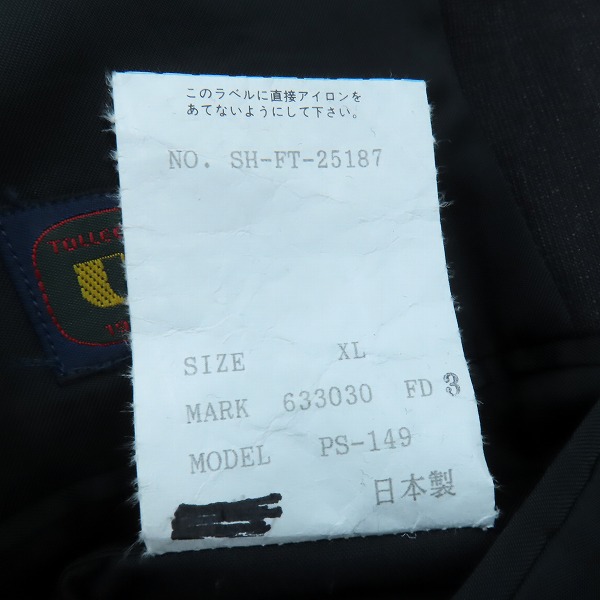 このラベルに直接アイロンを
あてないようにして下さい。
NO. SH-FT-25187
SIZE XL
MARK 633030 FD 3
MODEL PS-149
日本製